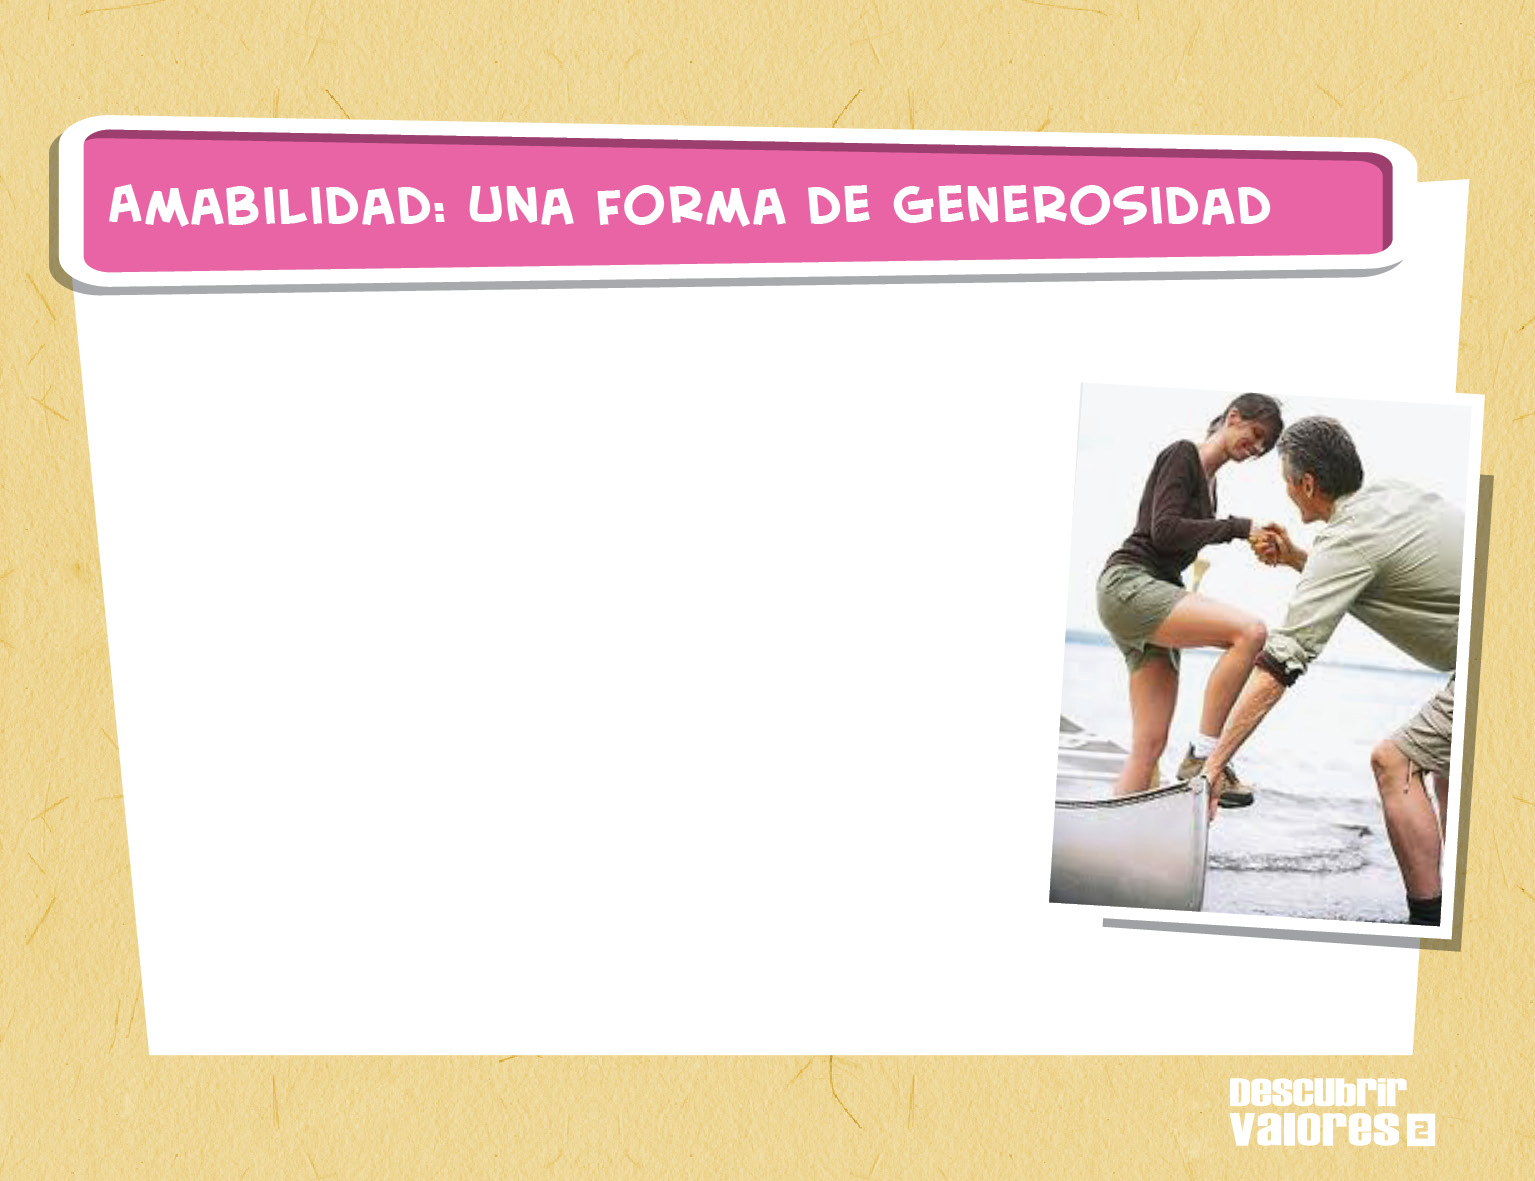 AMABILIDAD: UNA FORMA DE GENEROSIDAD
Descubrir
valores 2